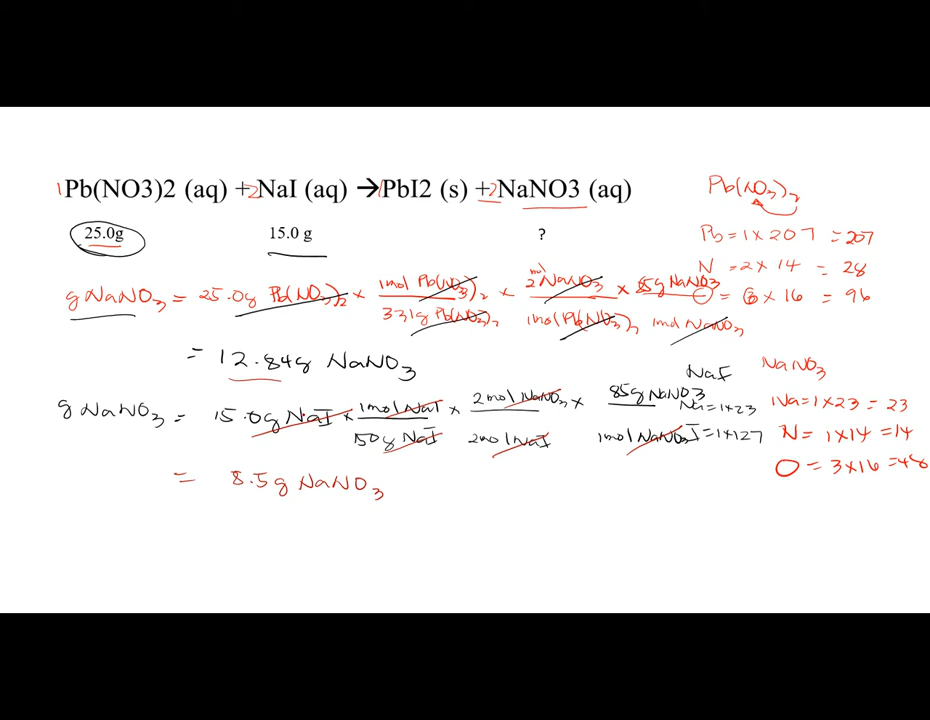 1Pb(NO3)2 (aq) + 2NaI (aq) → 1PbI2 (s) + 2NaNO3 (aq)
25.0g 15.0 g ?
Pb(NO3)2
Pb = 1 x 207 = 207
N = 2 x 14 = 28
O = 6 x 16 = 96
g NaNO3 = 25.0g Pb(NO3)2 x 1mol Pb(NO3)2 / 331g Pb(NO3)2 x 2 mol NaNO3 / 1mol Pb(NO3)2 x 85g NaNO3 / 1mol NaNO3
= 12.84g NaNO3
NaI
Na = 1x23
I = 1x127
NaNO3
Na = 1x23 = 23
N = 1x14 = 14
O = 3x16 = 48
g NaNO3 = 15.0g NaI x 1mol NaI / 150g NaI x 2mol NaNO3 / 2mol NaI x 85g NaNO3 / 1mol NaNO3
= 8.5g NaNO3